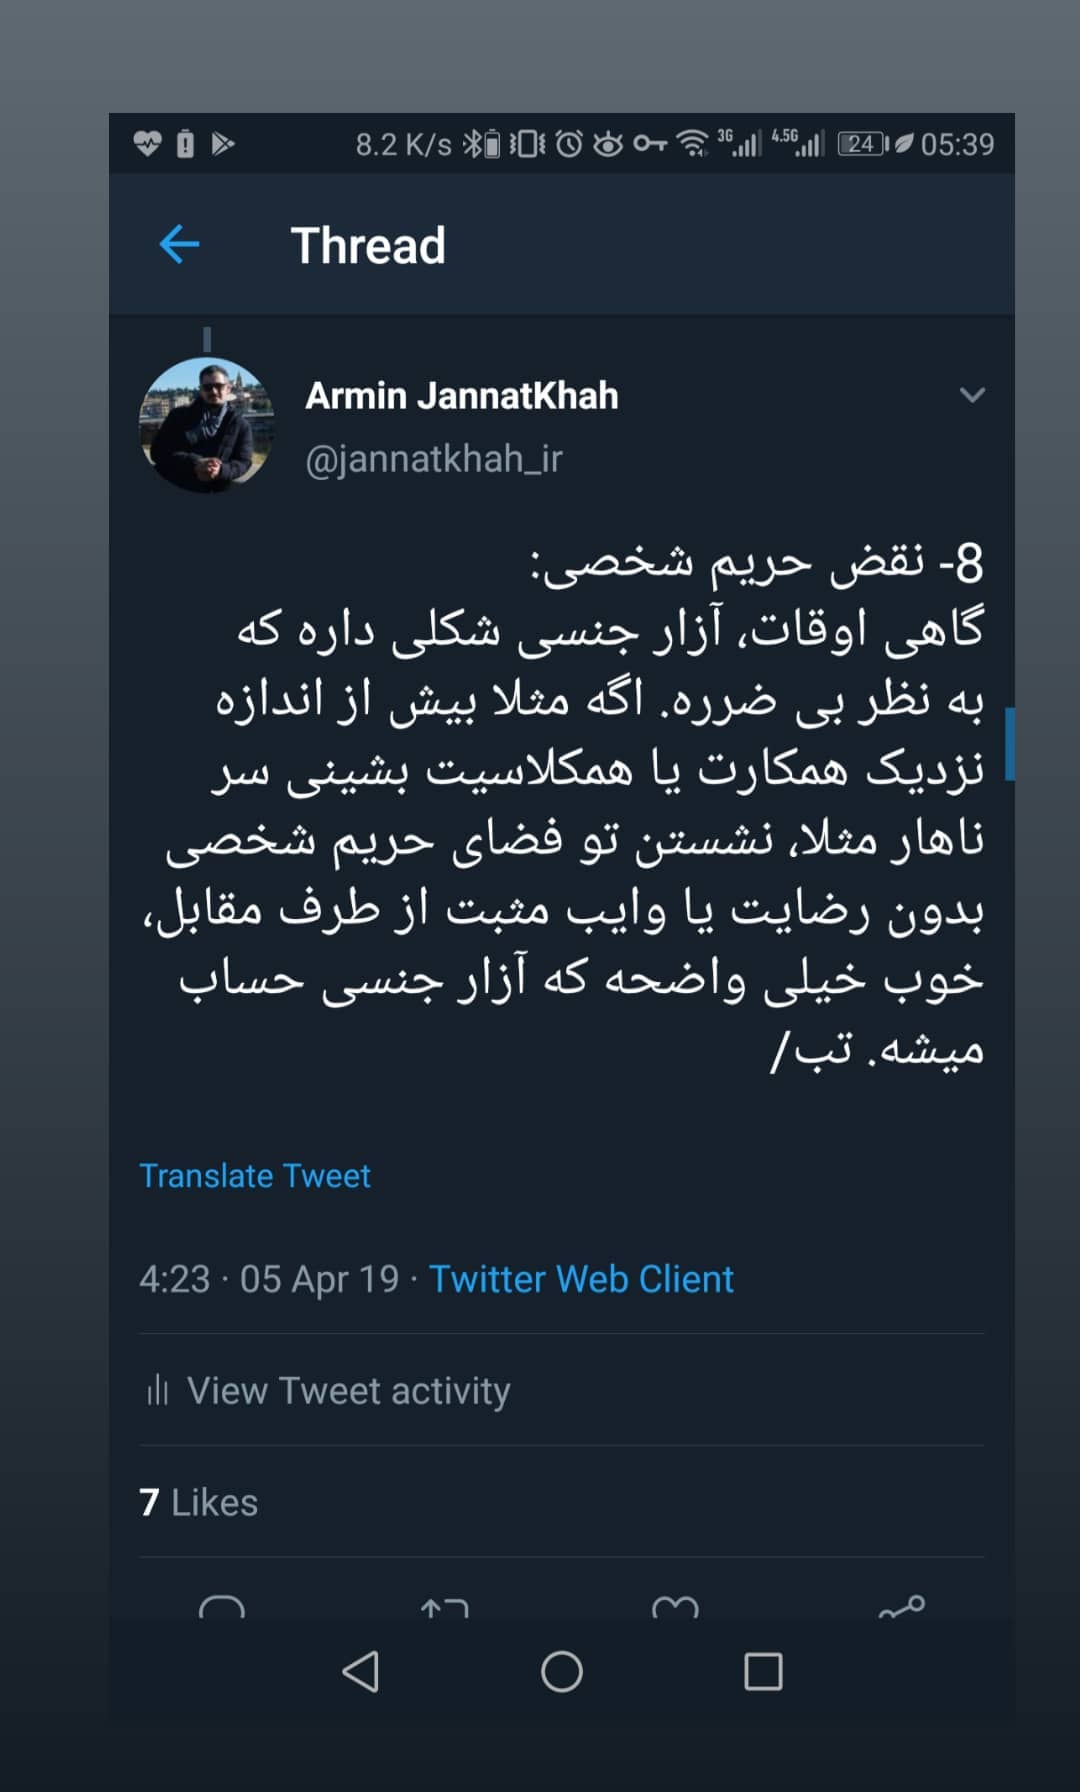 8.2 K/s 3G 4.5G 24 05:39
Thread
Armin JannatKhah
@jannatkhah_ir
8- نقض حریم شخصی:
گاهی اوقات، آزار جنسی شکلی داره که
به نظر بی ضرره. اگه مثلا بیش از اندازه
نزدیک همکارت یا همکلاسیت بشینی سر
ناهار مثلا، نشستن تو فضای حریم شخصی
بدون رضایت یا وایب مثبت از طرف مقابل،
خوب خیلی واضحه که آزار جنسی حساب
میشه. تب/
Translate Tweet
4:23 · 05 Apr 19 · Twitter Web Client
View Tweet activity
7 Likes